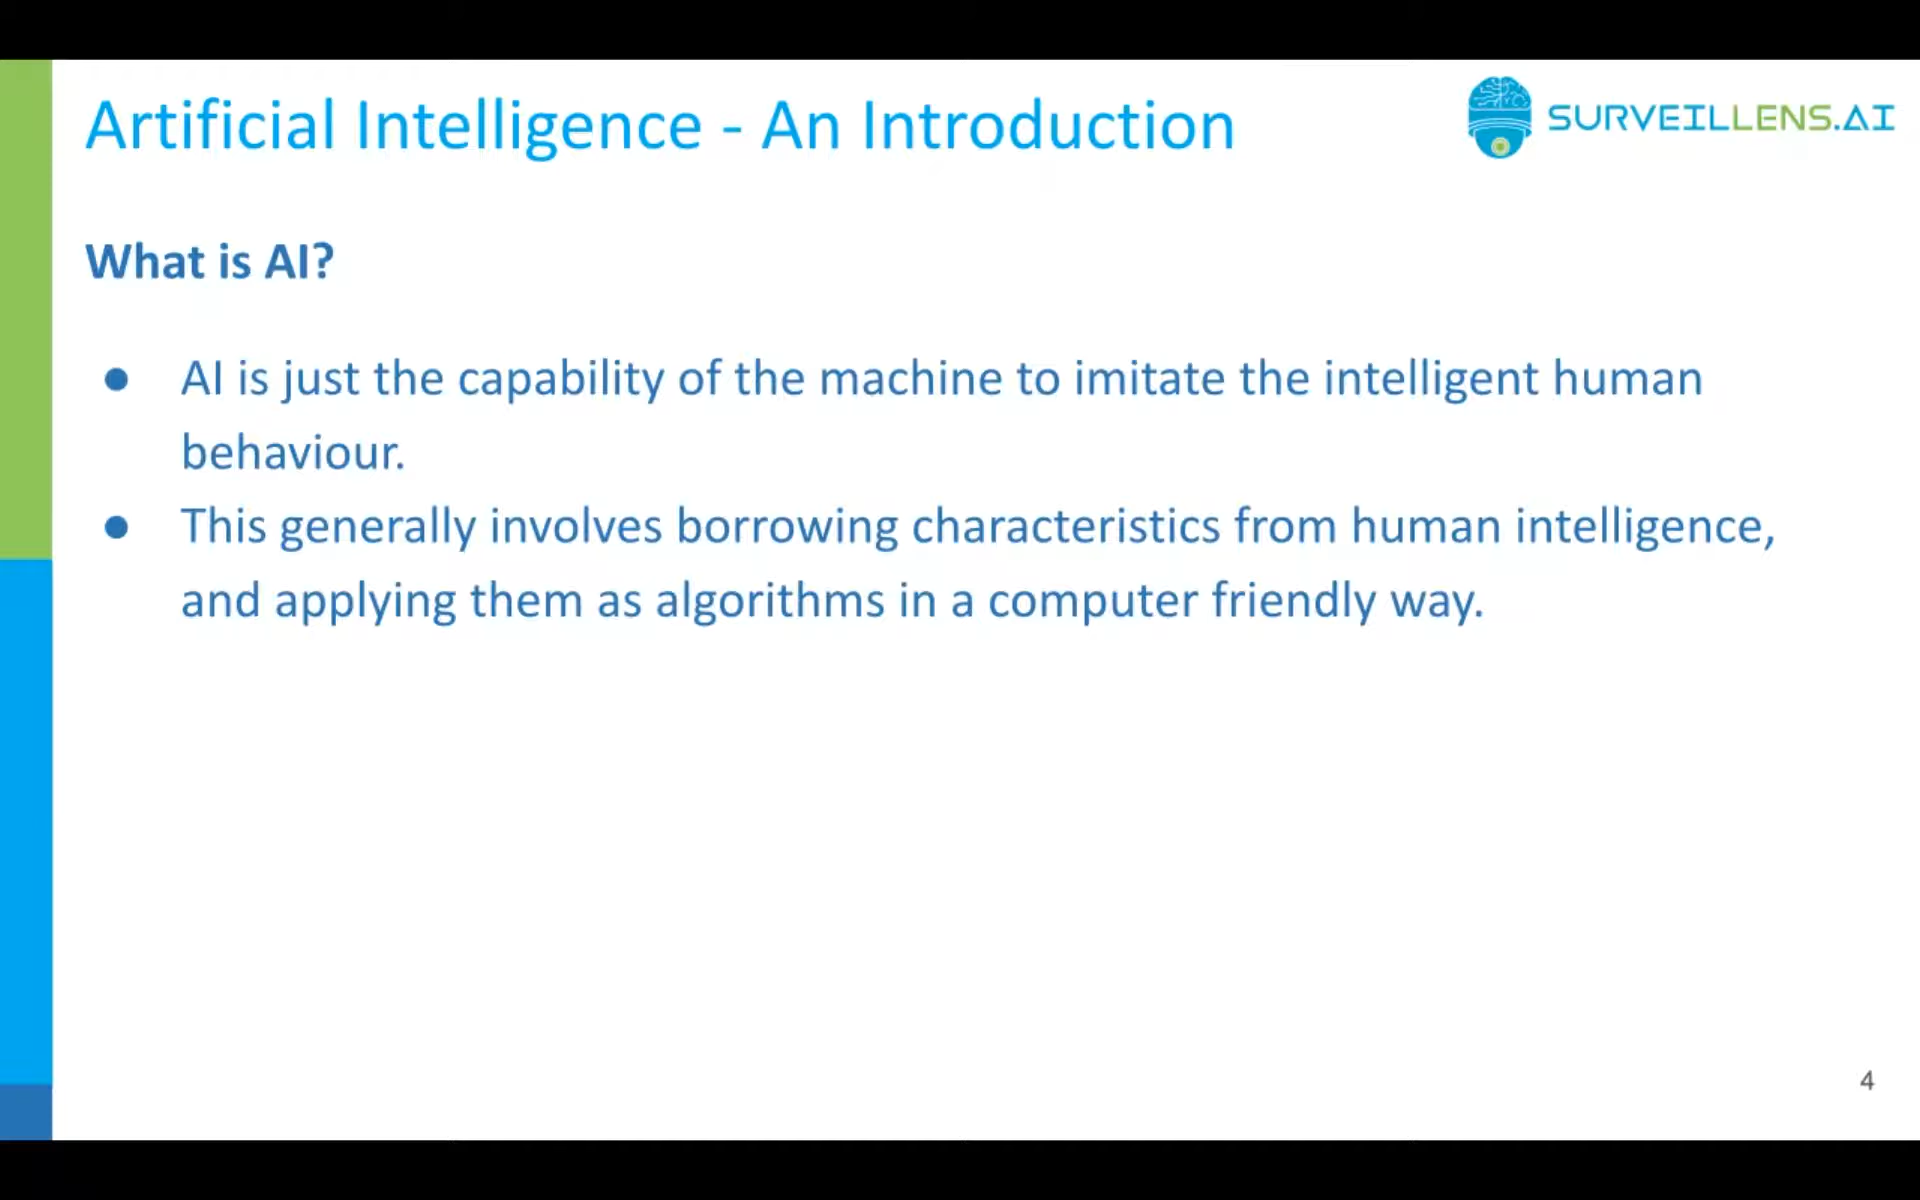 Artificial Intelligence - An Introduction
SURVEILLENS.AI
What is AI?
● AI is just the capability of the machine to imitate the intelligent human
behaviour.
● This generally involves borrowing characteristics from human intelligence,
and applying them as algorithms in a computer friendly way.
4